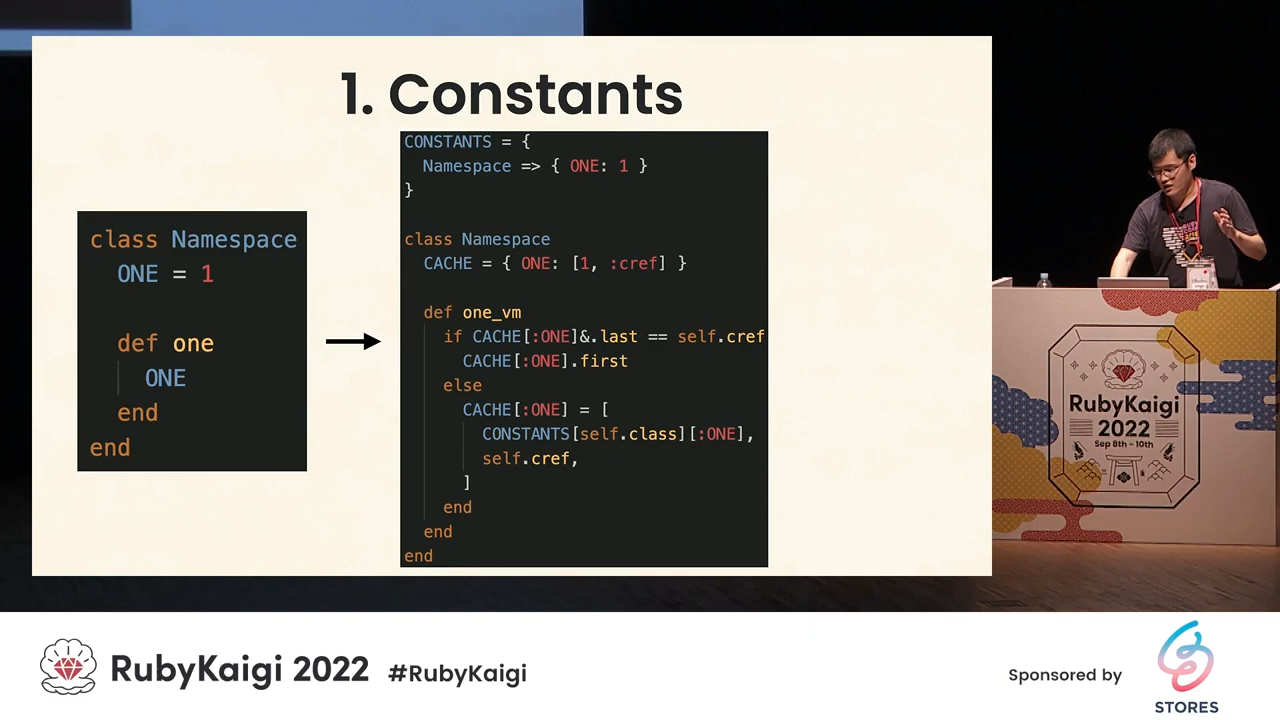 1. Constants
class Namespace
  ONE = 1

  def one
    ONE
  end
end
CONSTANTS = {
  Namespace => { ONE: 1 }
}

class Namespace
  CACHE = { ONE: [1, :cref] }

  def one_vm
    if CACHE[:ONE]&.last == self.cref
      CACHE[:ONE].first
    else
      CACHE[:ONE] = [
        CONSTANTS[self.class][:ONE],
        self.cref,
      ]
    end
  end
end
RubyKaigi
2022
Sep 8th - 10th
RubyKaigi 2022 #RubyKaigi
Sponsored by
STORES